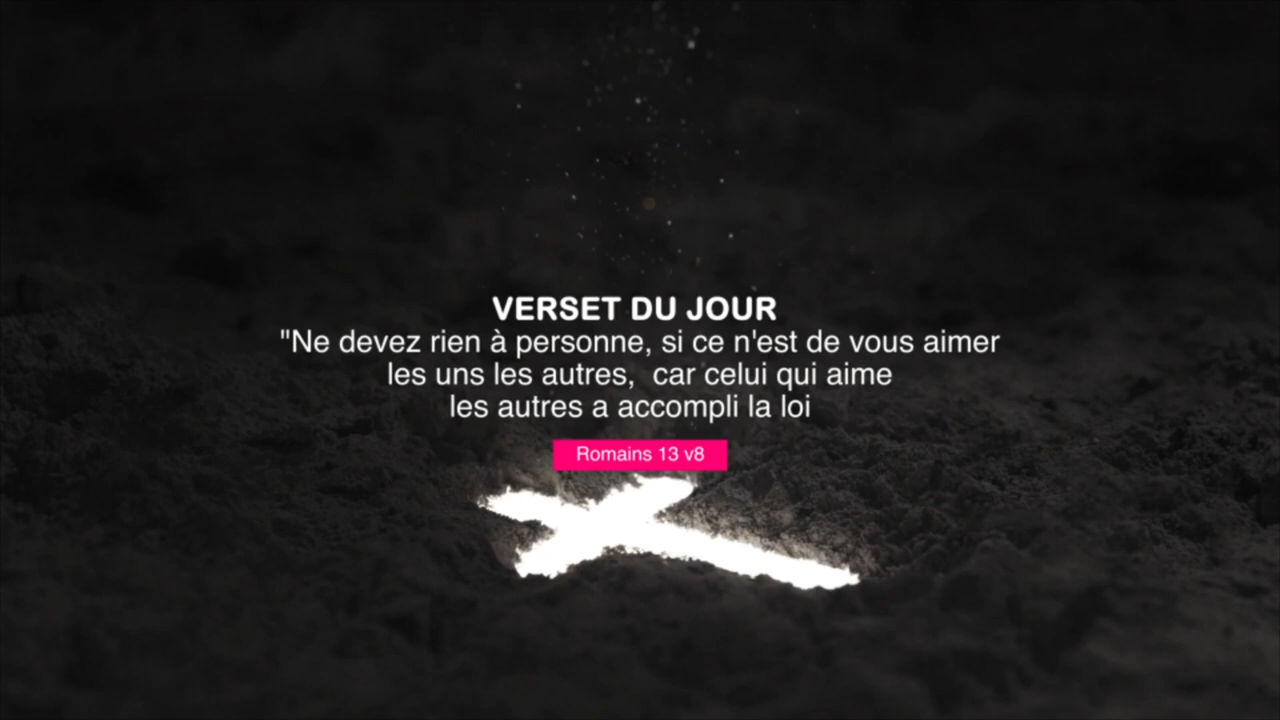 VERSET DU JOUR
"Ne devez rien à personne, si ce n'est de vous aimer
les uns les autres,  car celui qui aime
les autres a accompli la loi
Romains 13 v8